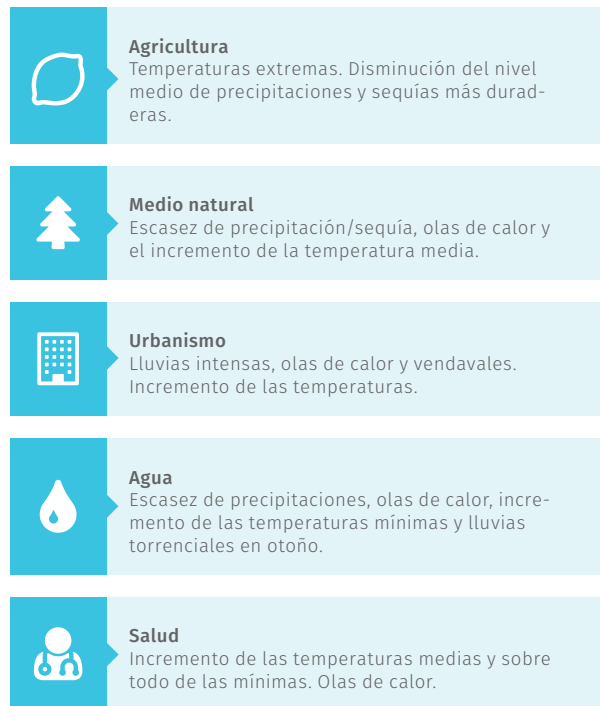 Agricultura
Temperaturas extremas. Disminución del nivel
medio de precipitaciones y sequías más durad-
eras.
Medio natural
Escasez de precipitación/sequía, olas de calor y
el incremento de la temperatura media.
Urbanismo
Lluvias intensas, olas de calor y vendavales.
Incremento de las temperaturas.
Agua
Escasez de precipitaciones, olas de calor, incre-
mento de las temperaturas mínimas y lluvias
torrenciales en otoño.
Salud
Incremento de las temperaturas medias y sobre
todo de las mínimas. Olas de calor.